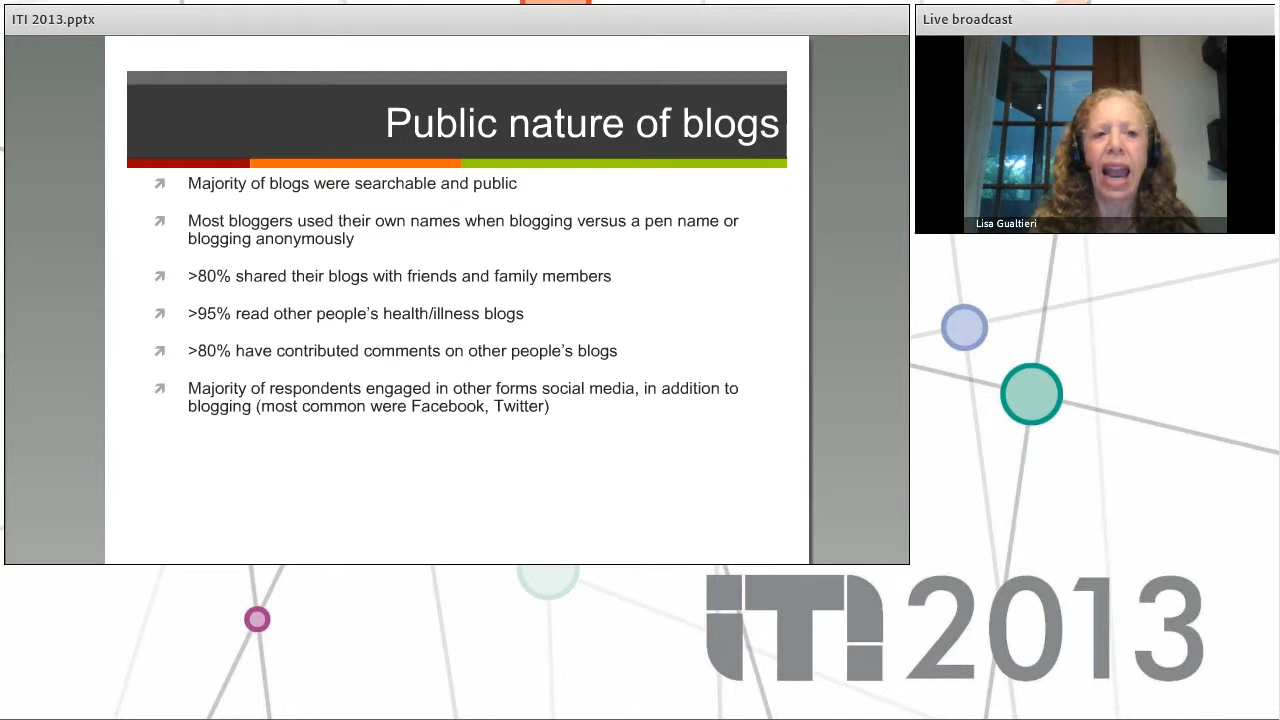 ITI 2013.pptx
Live broadcast
Public nature of blogs
Majority of blogs were searchable and public
Most bloggers used their own names when blogging versus a pen name or
blogging anonymously
>80% shared their blogs with friends and family members
>95% read other people’s health/illness blogs
>80% have contributed comments on other people’s blogs
Majority of respondents engaged in other forms social media, in addition to
blogging (most common were Facebook, Twitter)
Lisa Gualtieri
iTi 2013